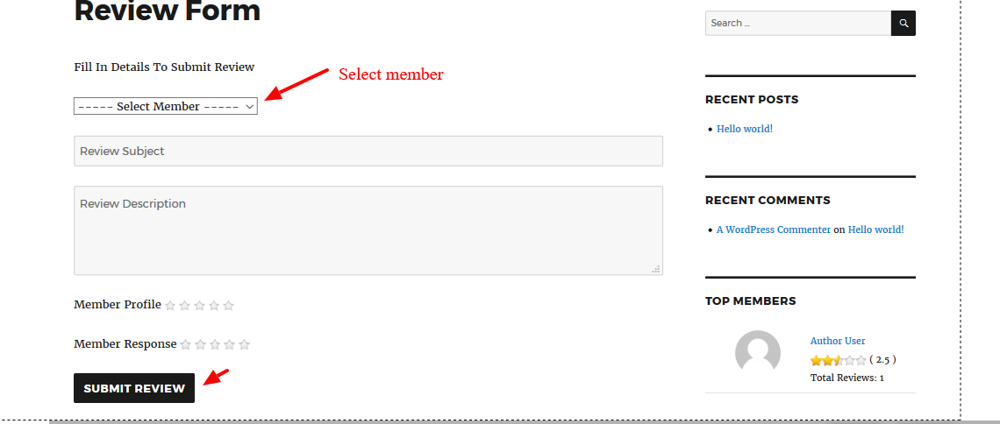 Review Form
Fill In Details To Submit Review
Select member
----- Select Member -----
Review Subject
Review Description
Member Profile
Member Response
SUBMIT REVIEW
Search ...
RECENT POSTS
Hello world!
RECENT COMMENTS
A WordPress Commenter on Hello world!
TOP MEMBERS
Author User
( 2.5 )
Total Reviews: 1